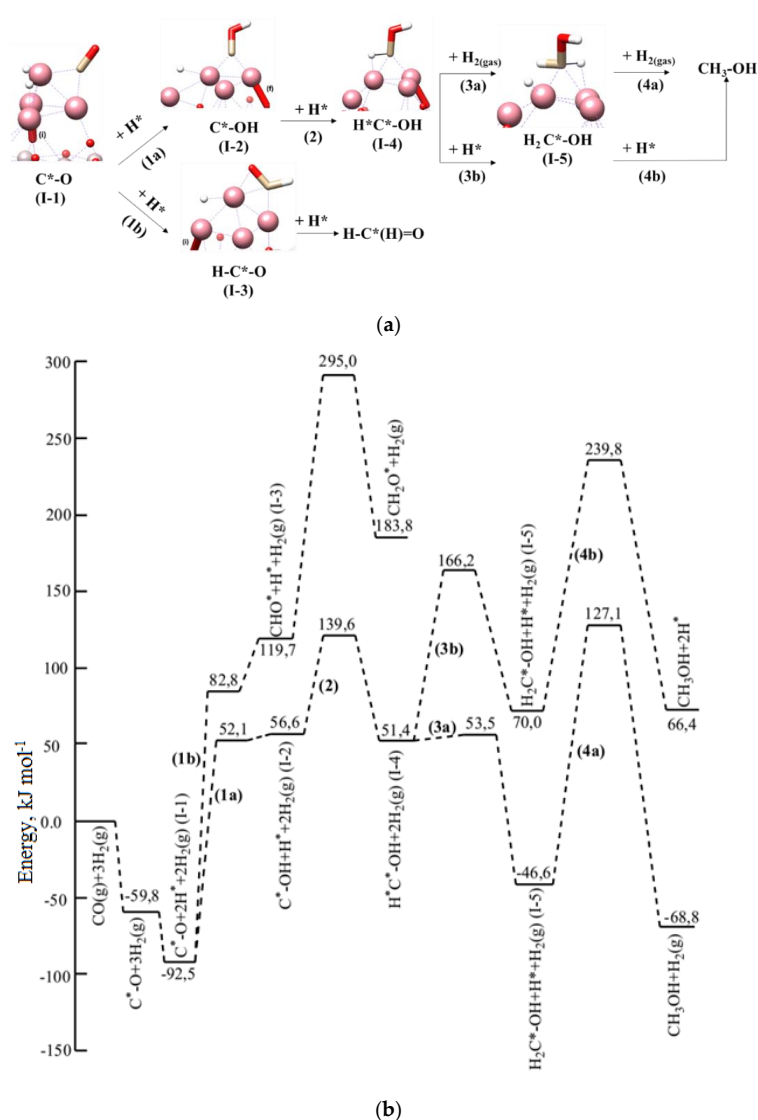 + H₂(gas)
(3a)
+ H₂(gas)
(4a)
CH₃-OH
(i)
(f)
C*-O
(I-1)
+ H*
(1a)
C*-OH
(I-2)
+ H*
(2)
H*C*-OH
(I-4)
+ H*
(3b)
H₂ C*-OH
(I-5)
+ H*
(4b)
+ H*
(1b)
(i)
+ H*
H-C*(H)=O
H-C*-O
(I-3)
(a)
Energy, kJ mol⁻¹
300
250
200
150
100
50
0.0
-50
-100
-150
CO(g)+3H₂(g)
-59,8
C*-O+3H₂(g)
C*-O+2H*+2H₂(g) (I-1)
-92,5
(1b)
(1a)
82,8
52,1
CHO*+H*+H₂(g) (I-3)
119,7
56,6
C*-OH+H*+2H₂(g) (I-2)
295,0
139,6
(2)
CH₂O*+H₂(g)
183,8
51,4
H*C*-OH+2H₂(g) (I-4)
166,2
(3b)
(3a)
53,5
H₂C*-OH+H*+H₂(g) (I-5)
70,0
-46,6
H₂C*-OH+H*+H₂(g) (I-5)
239,8
(4b)
127,1
(4a)
CH₃OH+2H*
66,4
-68,8
CH₃OH+H₂(g)
(b)